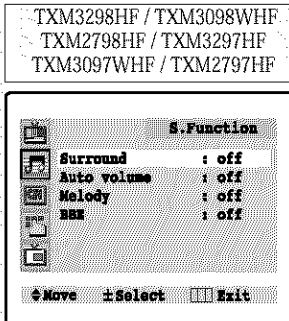 TXM3298HF / TXM3098WHF
TXM2798HF / TXM3297HF
TXM3097WHF / TXM2797HF
S.Function
Surround : off
Auto volume : off
Melody : off
BBE : off
Move ±Select Exit